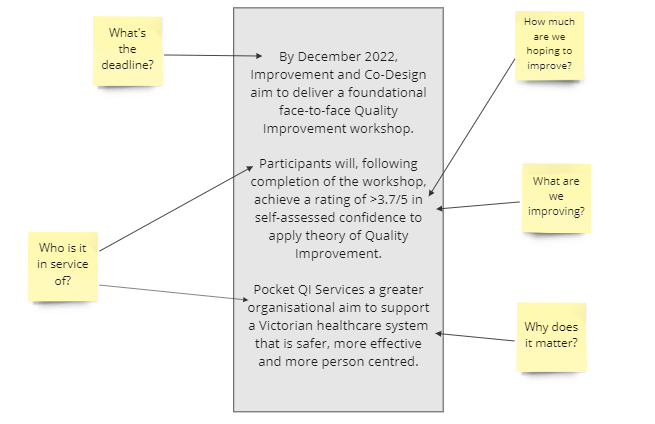 What's
the
deadline?
How much
are we
hoping to
improve?
By December 2022,
Improvement and Co-Design
aim to deliver a foundational
face-to-face Quality
Improvement workshop.
Participants will, following
completion of the workshop,
achieve a rating of >3.7/5 in
self-assessed confidence to
apply theory of Quality
Improvement.
What are
we
improving?
Who is it
in service
of?
Pocket QI Services a greater
organisational aim to support
a Victorian healthcare system
that is safer, more effective
and more person centred.
Why does
it matter?